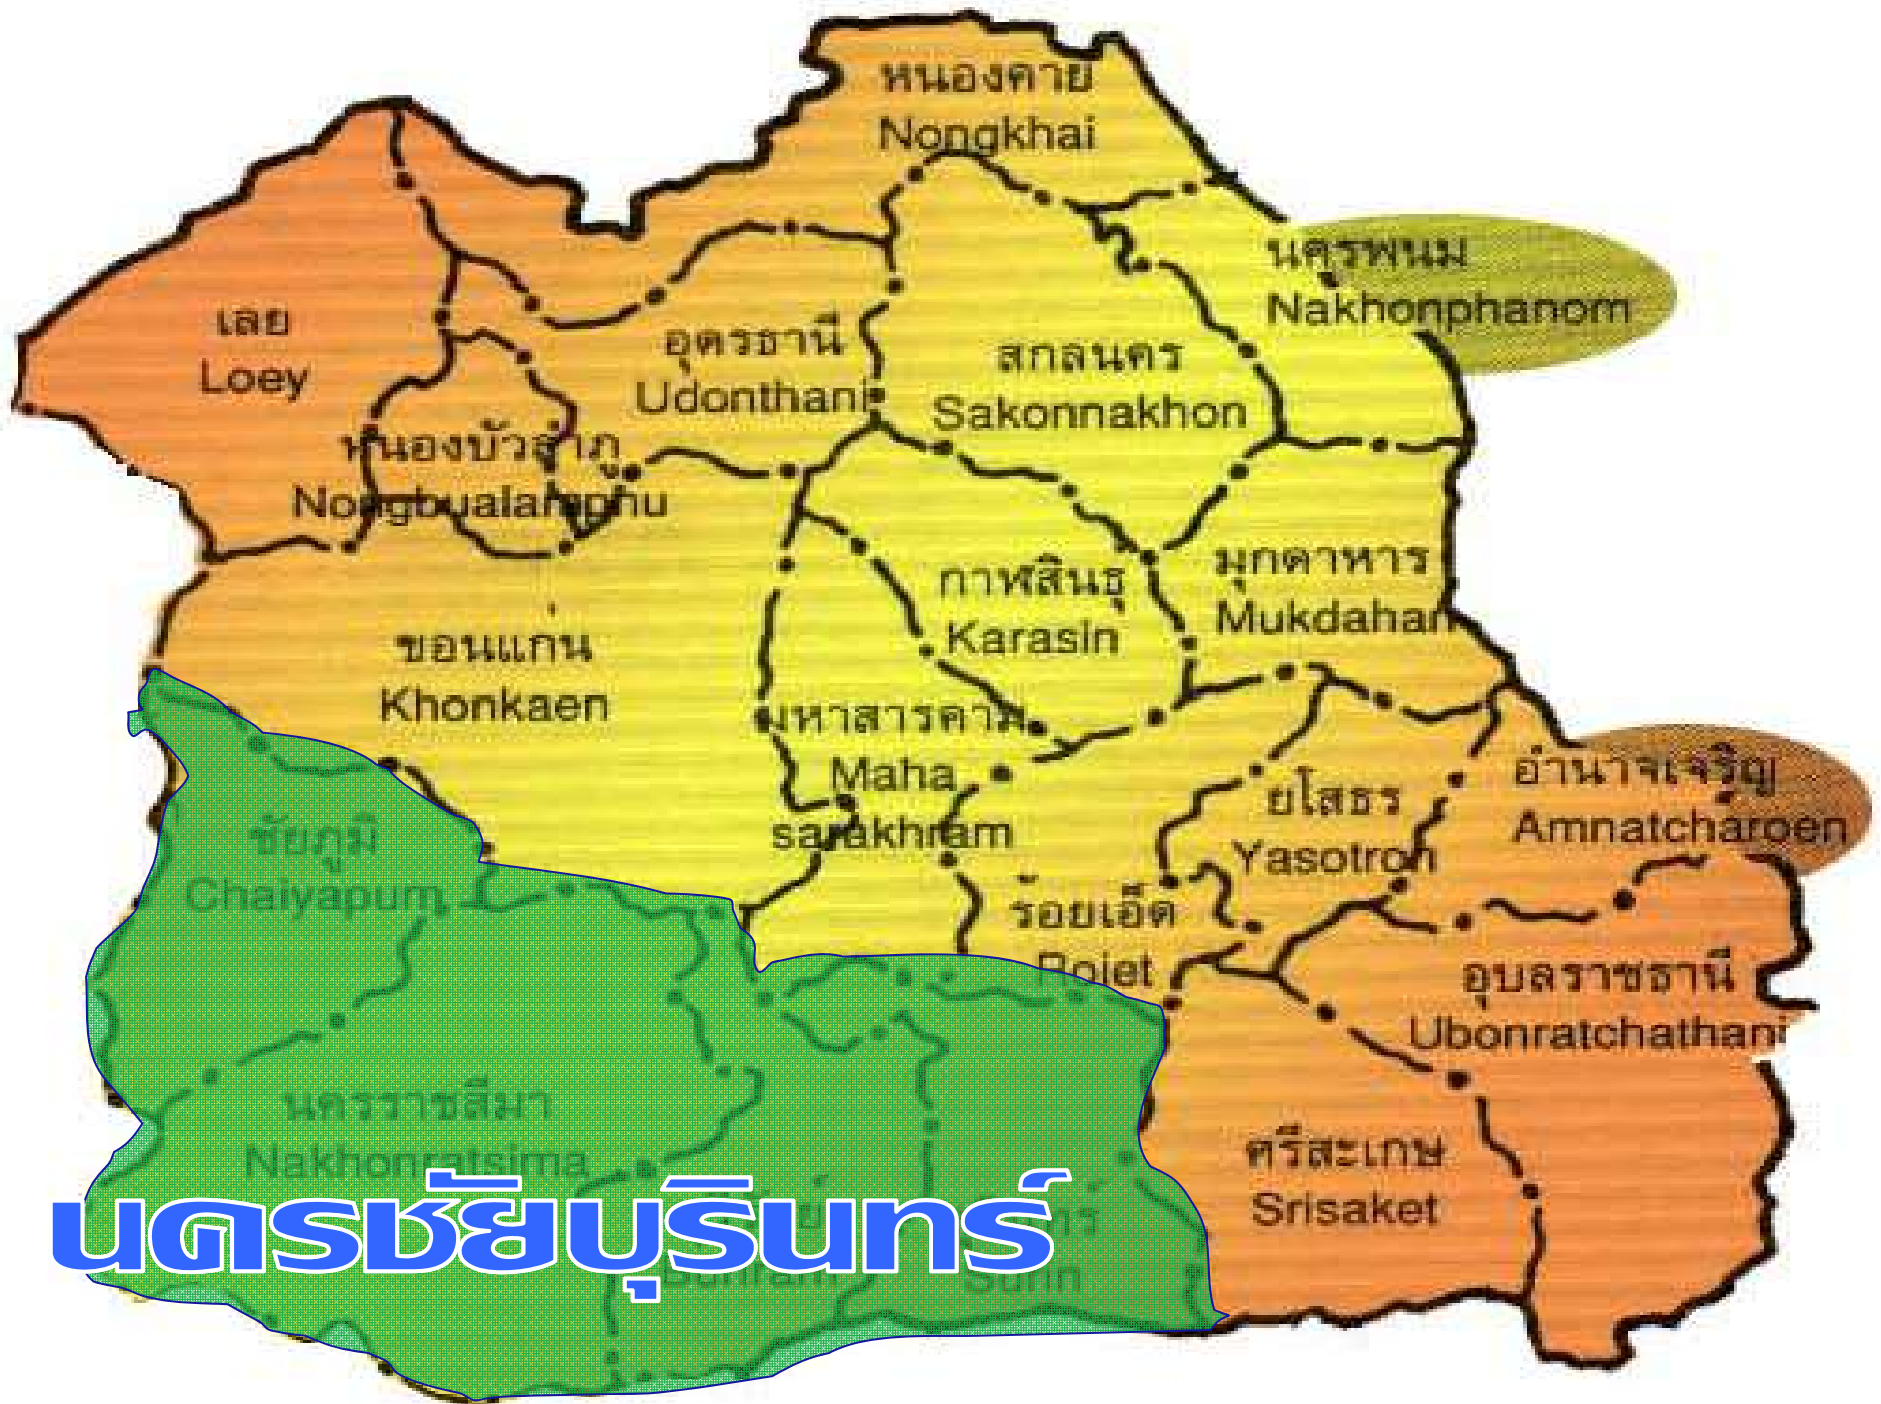 หนองคาย
Nongkhai
นครพนม
Nakhonphanom
เลย
Loey
อุดรธานี
Udonthani
สกลนคร
Sakonnakhon
หนองบัวลำภู
Nongbualamphu
กาฬสินธุ์
Karasin
มุกดาหาร
Mukdahan
ขอนแก่น
Khonkaen
มหาสารคาม
Maha
sarakhram
ยโสธร
Yasotron
อำนาจเจริญ
Amnatcharoen
ชัยภูมิ
Chaiyapum
ร้อยเอ็ด
Roiet
อุบลราชธานี
Ubonratchathani
นครราชสีมา
Nakhonratsima
ศรีสะเกษ
Srisaket
นครชัยบุรินทร์
Buriram
Surin